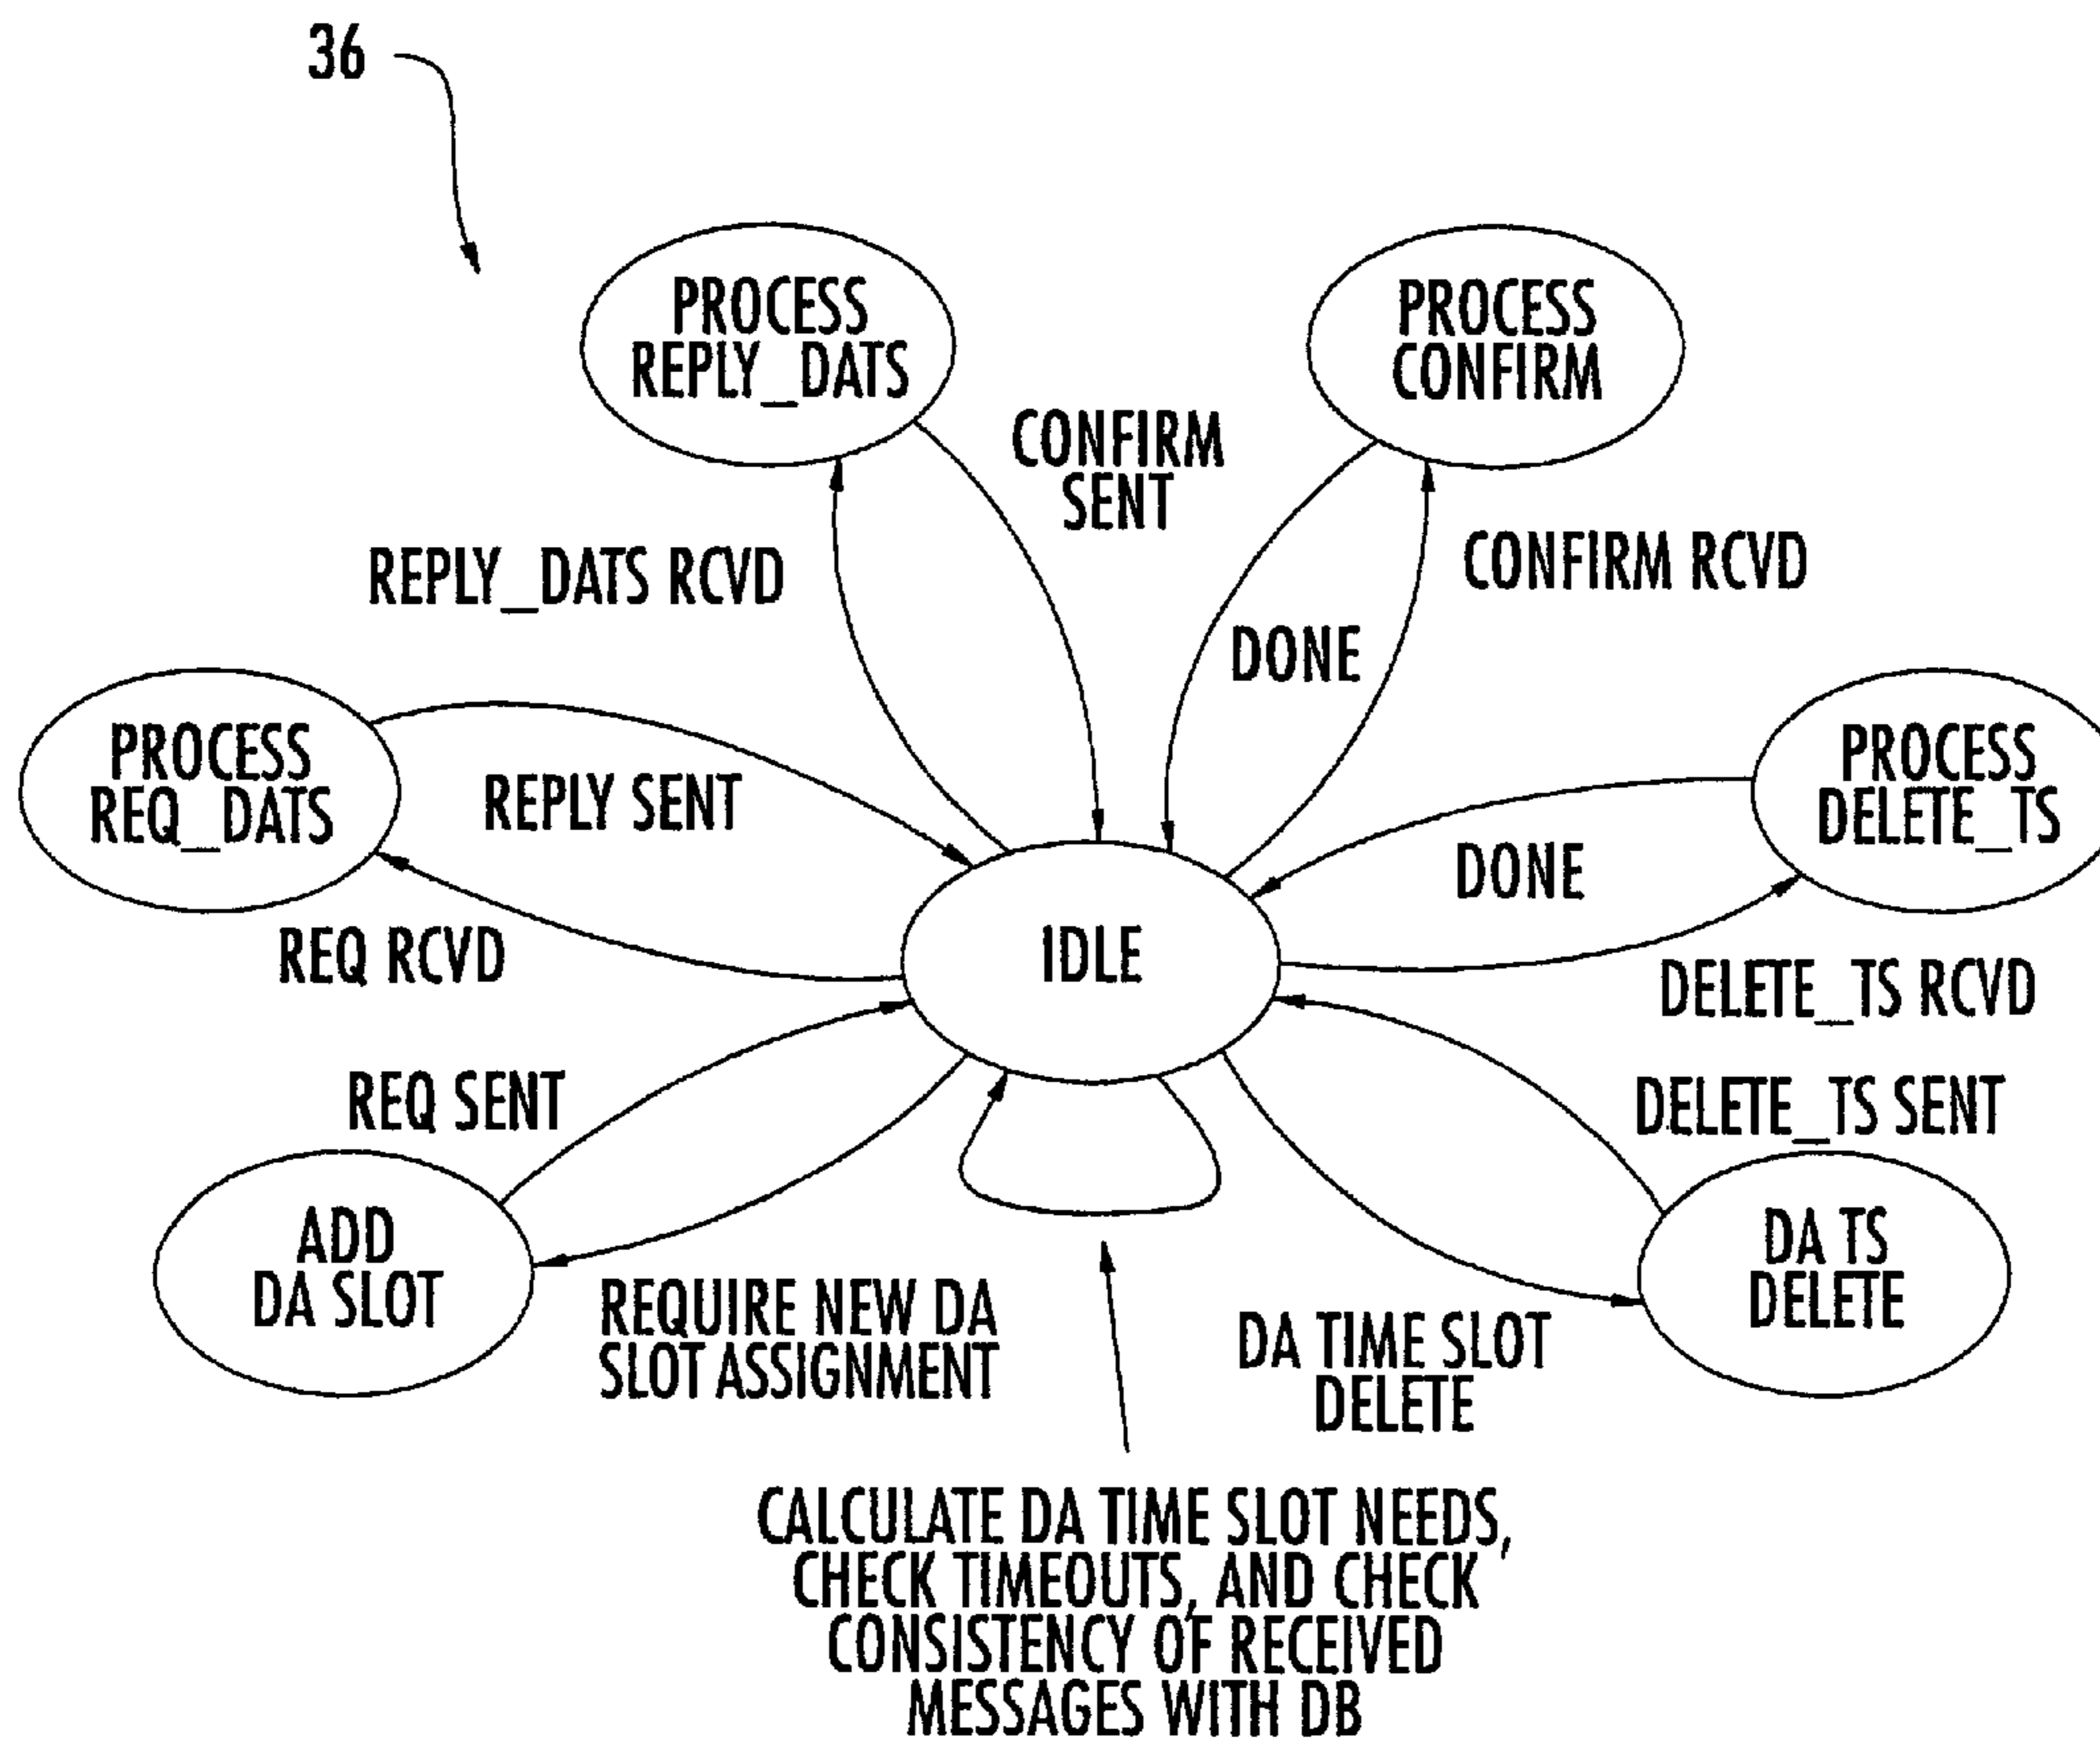 36
PROCESS
REPLY_DATS
PROCESS
CONFIRM
CONFIRM
SENT
REPLY_DATS RCVD
CONFIRM RCVD
DONE
PROCESS
REQ_DATS
REPLY SENT
PROCESS
DELETE_TS
DONE
REQ RCVD
IDLE
DELETE_TS RCVD
REQ SENT
DELETE_TS SENT
ADD
DA SLOT
DA TS
DELETE
REQUIRE NEW DA
SLOT ASSIGNMENT
DA TIME SLOT
DELETE
CALCULATE DA TIME SLOT NEEDS,
CHECK TIMEOUTS, AND CHECK
CONSISTENCY OF RECEIVED
MESSAGES WITH DB